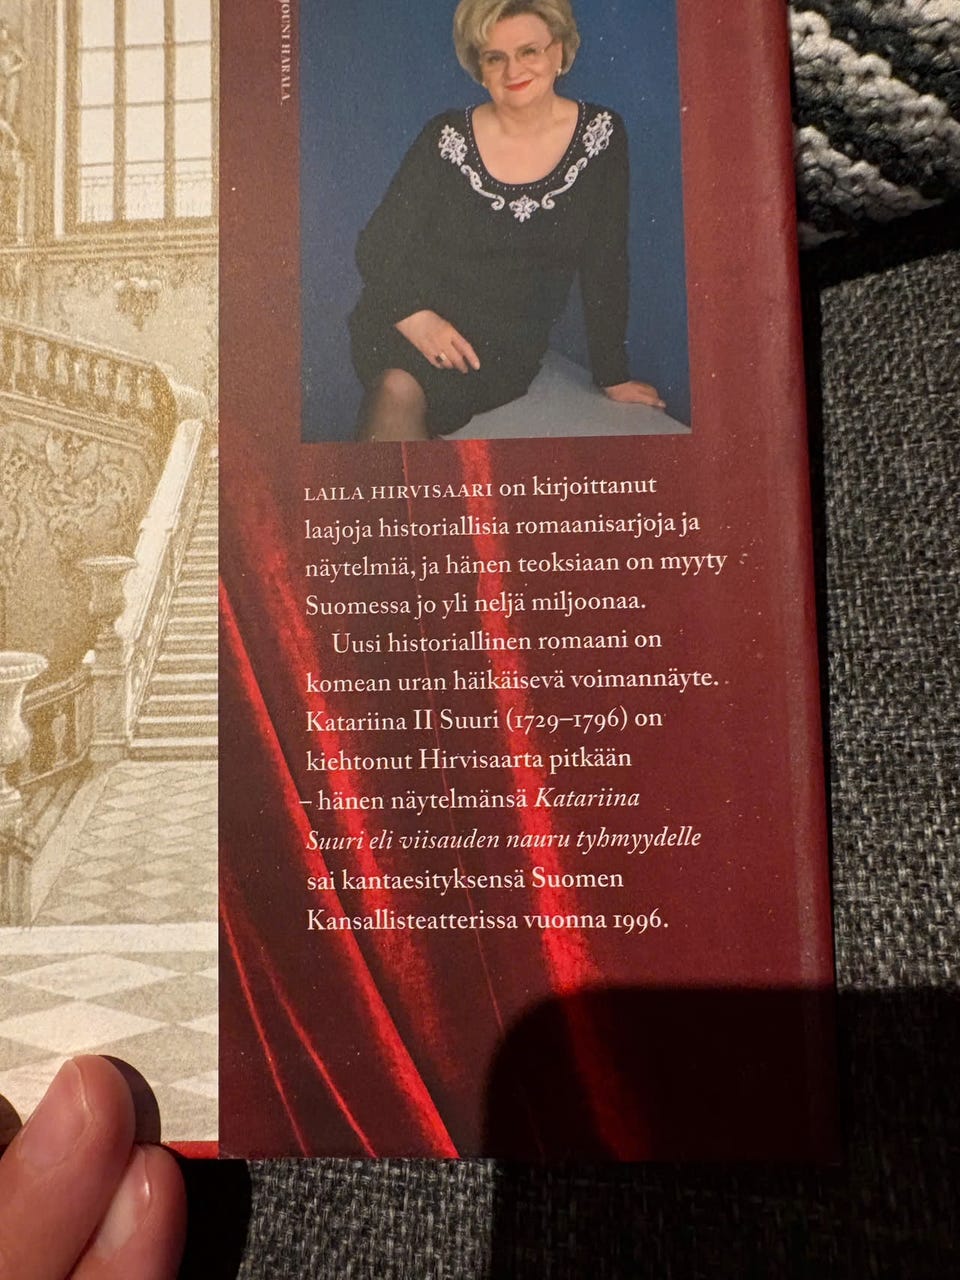 JOUNI HARALA.
LAILA HIRVISAARI on kirjoittanut
laajoja historiallisia romaanisarjoja ja
näytelmiä, ja hänen teoksiaan on myyty
Suomessa jo yli neljä miljoonaa.
Uusi historiallinen romaani on
komean uran häikäisevä voimannäyte.
Katariina II Suuri (1729–1796) on
kiehtonut Hirvisaarta pitkään
– hänen näytelmänsä Katariina
Suuri eli viisauden nauru tyhmyydelle
sai kantaesityksensä Suomen
Kansallisteatterissa vuonna 1996.